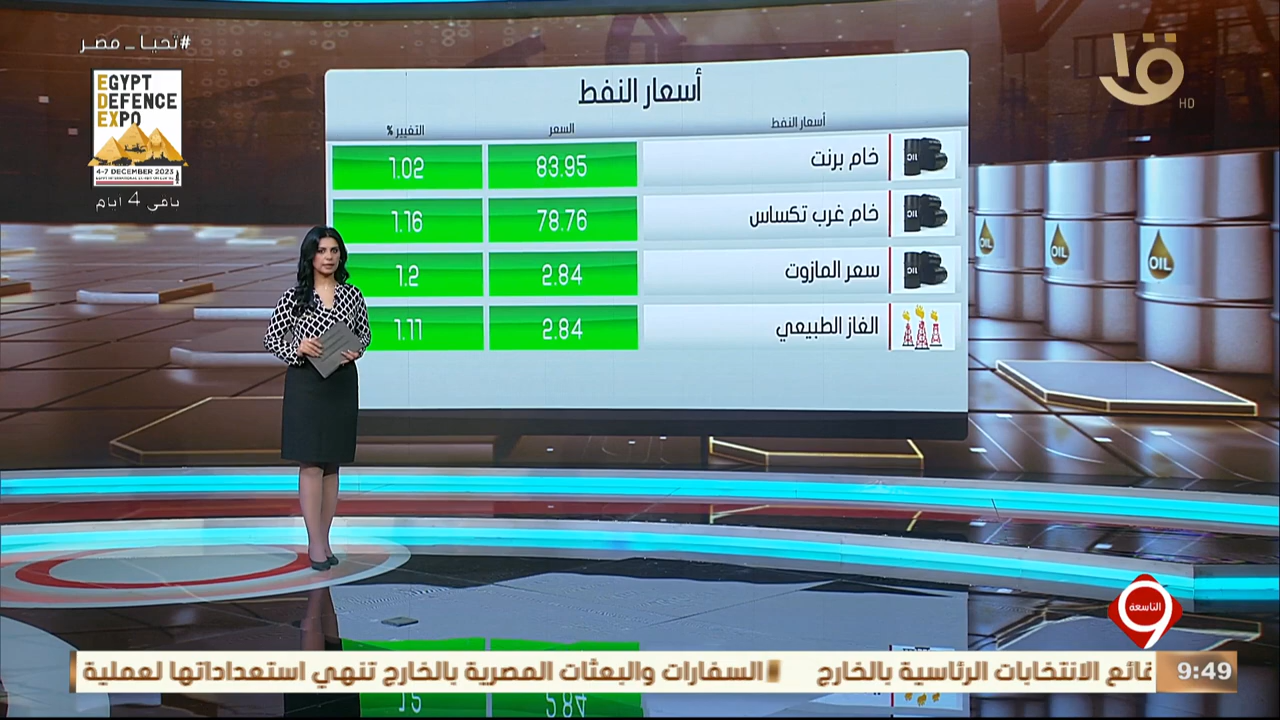 #تحيا_مصر
EGYPT
DEFENCE
EXPO
4-7 DECEMBER 2023
باقي 4 ايام
HD
أسعار النفط
أسعار النفط السعر التغيير %
خام برنت 83.95 1.02
خام غرب تكساس 78.76 1.16
سعر المازوت 2.84 1.2
الغاز الطبيعي 2.84 1.11
OIL
OIL
OIL
التاسعة
9
الانتخابات الرئاسية بالخارج السفارات والبعثات المصرية بالخارج تنهي استعداداتها لعملية
9:49